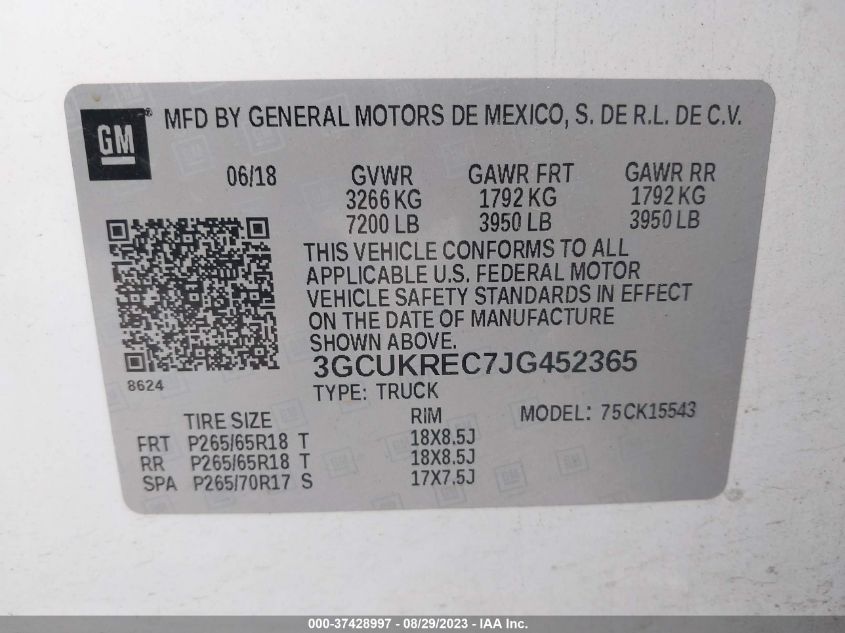 GM ® MFD BY GENERAL MOTORS DE MEXICO, S. DE R.L. DE C.V.
06/18 GVWR GAWR FRT GAWR RR
3266 KG 1792 KG 1792 KG
7200 LB 3950 LB 3950 LB
THIS VEHICLE CONFORMS TO ALL
APPLICABLE U.S. FEDERAL MOTOR
VEHICLE SAFETY STANDARDS IN EFFECT
ON THE DATE OF MANUFACTURE
SHOWN ABOVE.
3GCUKREC7JG452365
8624
TYPE: TRUCK
TIRE SIZE RIM MODEL: 75CK15543
FRT P265/65R18 T 18X8.5J
RR P265/65R18 T 18X8.5J
SPA P265/70R17 S 17X7.5J
000-37428997 - 08/29/2023 - IAA Inc.